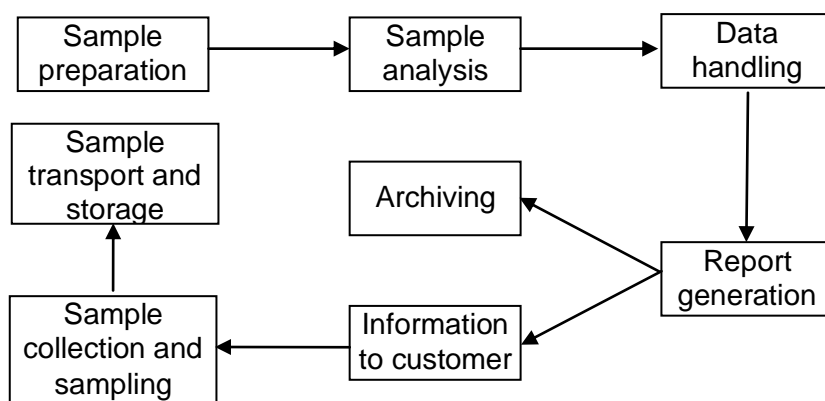 Sample
preparation
Sample
analysis
Data
handling
Sample
transport and
storage
Archiving
Report
generation
Sample
collection and
sampling
Information
to customer